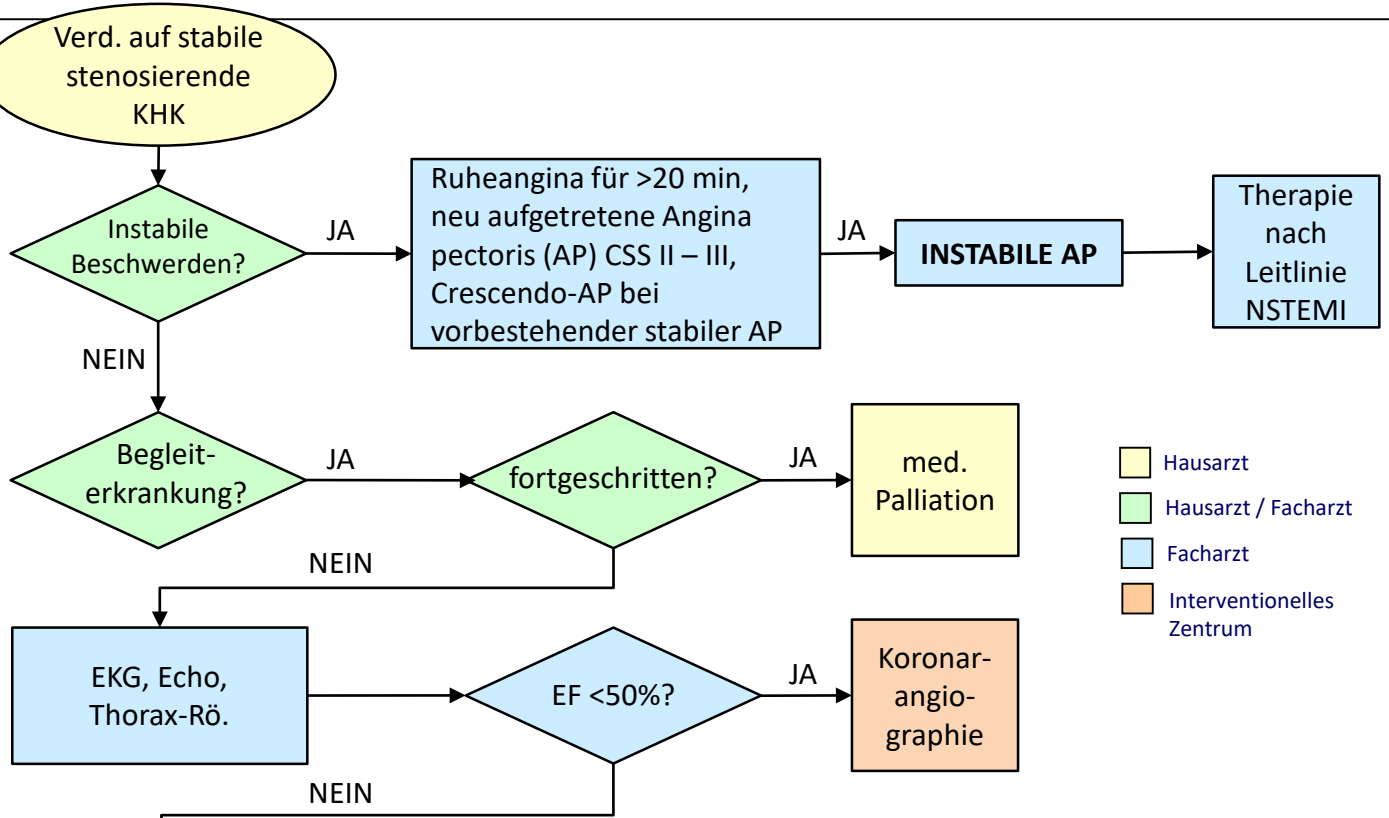 Verd. auf stabile
stenosierende
KHK
Instabile
Beschwerden?
JA
Ruheangina für >20 min,
neu aufgetretene Angina
pectoris (AP) CSS II – III,
Crescendo-AP bei
vorbestehender stabiler AP
JA
INSTABILE AP
Therapie
nach
Leitlinie
NSTEMI
NEIN
Begleit-
erkrankung?
JA
fortgeschritten?
JA
med.
Palliation
Hausarzt
Hausarzt / Facharzt
Facharzt
Interventionelles
Zentrum
NEIN
EKG, Echo,
Thorax-Rö.
EF <50%?
JA
Koronar-
angio-
graphie
NEIN